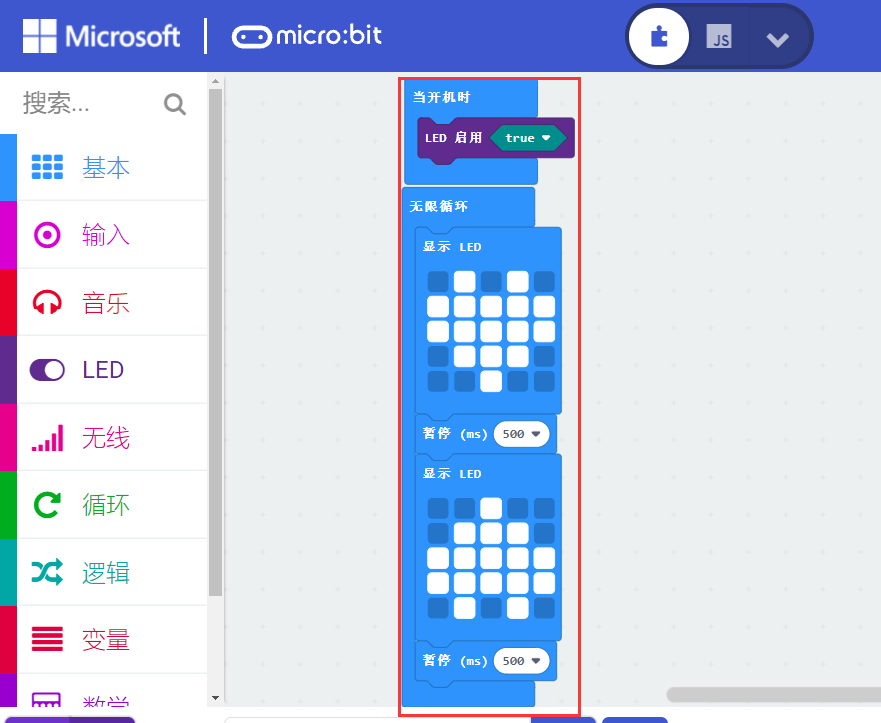 Microsoft micro:bit JS
搜索...
基本
输入
音乐
LED
无线
循环
逻辑
变量
数学
当开机时
LED 启用 true
无限循环
显示 LED
暂停 (ms) 500
显示 LED
暂停 (ms) 500